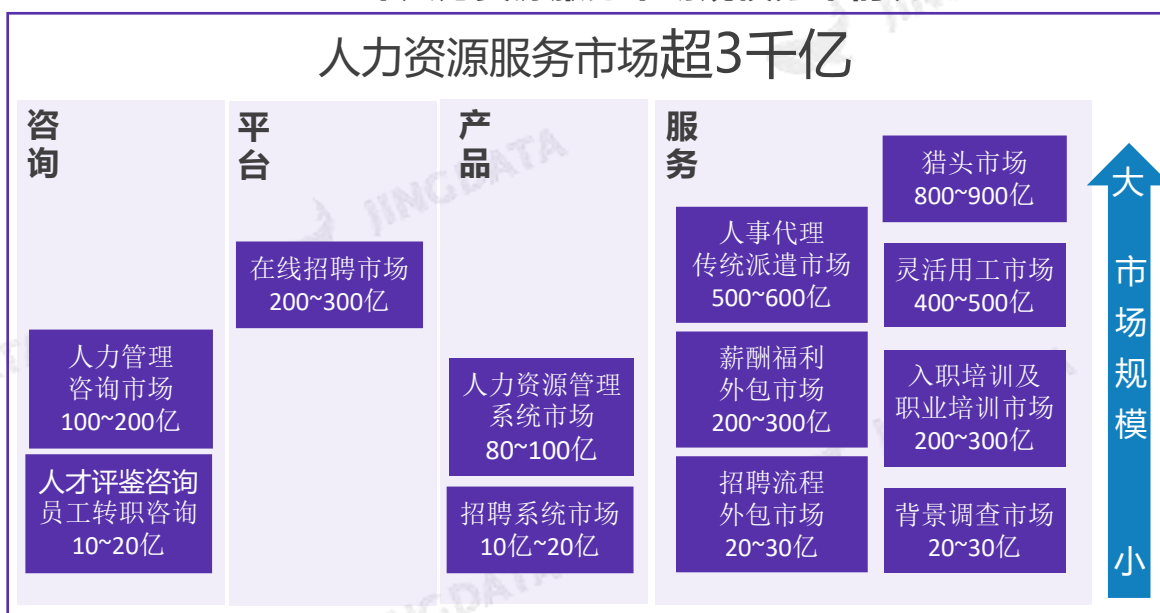 人力资源服务市场超3千亿
咨
询
人力管理
咨询市场
100~200亿
人才评鉴咨询
员工转职咨询
10~20亿
平
台
在线招聘市场
200~300亿
产
品
人力资源管理
系统市场
80~100亿
招聘系统市场
10亿~20亿
服
务
人事代理
传统派遣市场
500~600亿
薪酬福利
外包市场
200~300亿
招聘流程
外包市场
20~30亿
猎头市场
800~900亿
灵活用工市场
400~500亿
入职培训及
职业培训市场
200~300亿
背景调查市场
20~30亿
大
市
场
规
模
小
JINGDATA